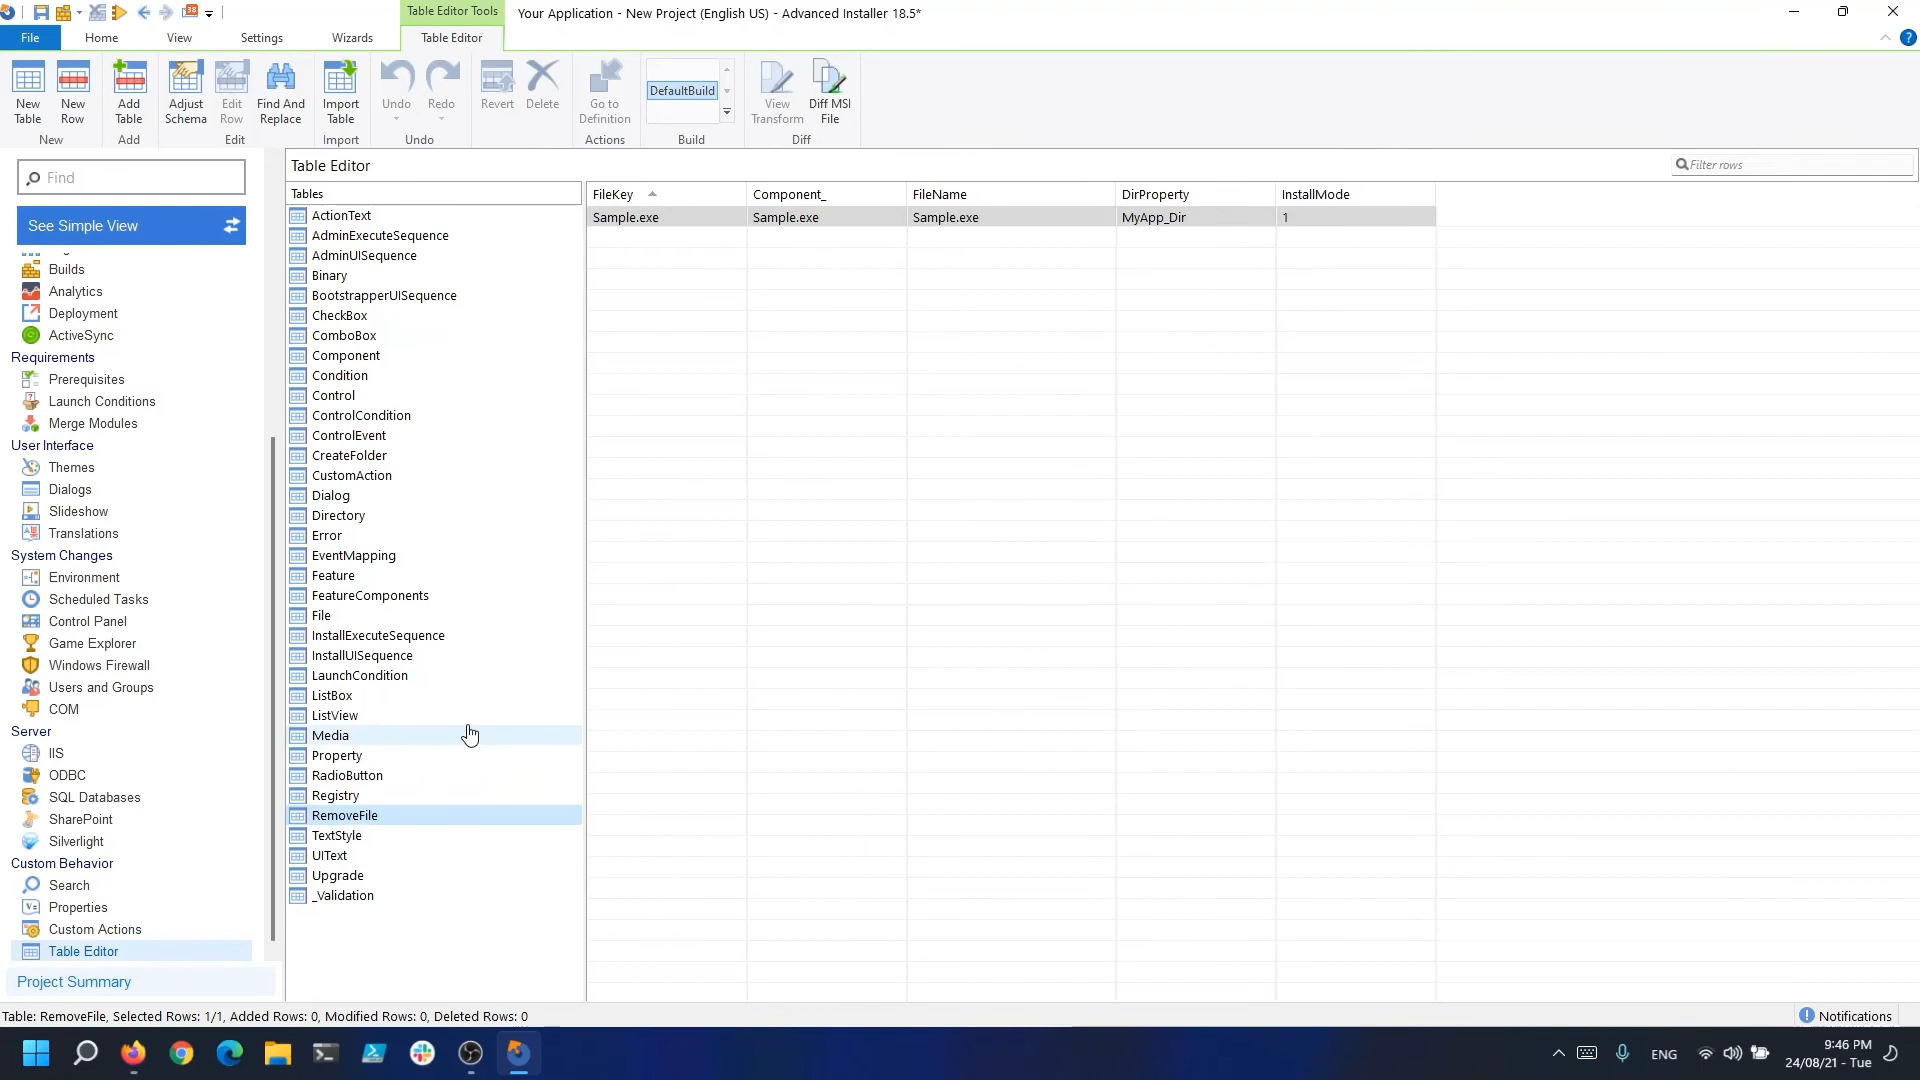 38
Table Editor Tools
Your Application - New Project (English US) - Advanced Installer 18.5*
File
Home
View
Settings
Wizards
Table Editor
New Table
New Row
Add Table
Adjust Schema
Edit Row
Find And Replace
Import Table
Undo
Redo
Revert
Delete
Go to Definition
DefaultBuild
View Transform
Diff MSI File
New
Add
Edit
Import
Undo
Actions
Build
Diff
Find
See Simple View
Builds
Analytics
Deployment
ActiveSync
Requirements
Prerequisites
Launch Conditions
Merge Modules
User Interface
Themes
Dialogs
Slideshow
Translations
System Changes
Environment
Scheduled Tasks
Control Panel
Game Explorer
Windows Firewall
Users and Groups
COM
Server
IIS
ODBC
SQL Databases
SharePoint
Silverlight
Custom Behavior
Search
Properties
Custom Actions
Table Editor
Project Summary
Table Editor
Filter rows
Tables
ActionText
AdminExecuteSequence
AdminUISequence
Binary
BootstrapperUISequence
CheckBox
ComboBox
Component
Condition
Control
ControlCondition
ControlEvent
CreateFolder
CustomAction
Dialog
Directory
Error
EventMapping
Feature
FeatureComponents
File
InstallExecuteSequence
InstallUISequence
LaunchCondition
ListBox
ListView
Media
Property
RadioButton
Registry
RemoveFile
TextStyle
UIText
Upgrade
_Validation
FileKey Component_ FileName DirProperty InstallMode
Sample.exe Sample.exe Sample.exe MyApp_Dir 1
Table: RemoveFile, Selected Rows: 1/1, Added Rows: 0, Modified Rows: 0, Deleted Rows: 0
Notifications
ENG
9:46 PM
24/08/21 - Tue